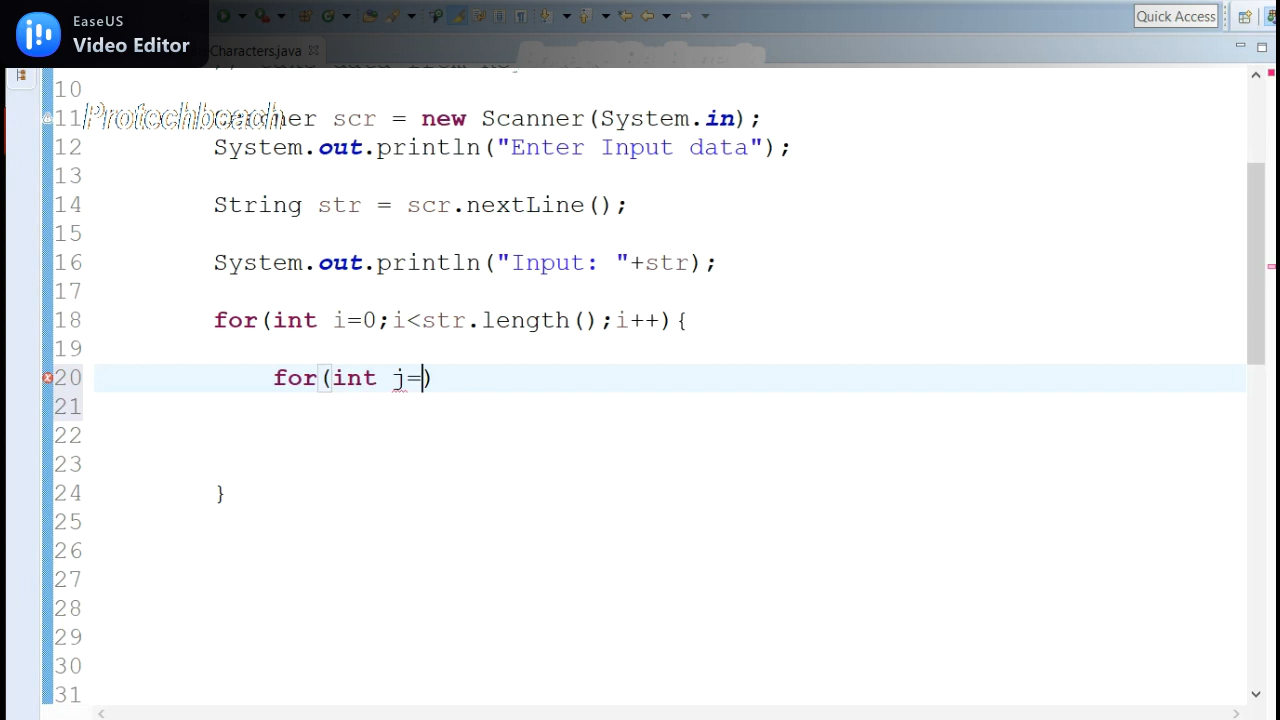 EaseUS
Video Editor
Quick Access
Characters.java
10
Protechbeach
11 Scanner scr = new Scanner(System.in);
12 System.out.println("Enter Input data");
13
14 String str = scr.nextLine();
15
16 System.out.println("Input: "+str);
17
18 for(int i=0;i<str.length();i++){
19
20 for(int j=)
21
22
23
24 }
25
26
27
28
29
30
31